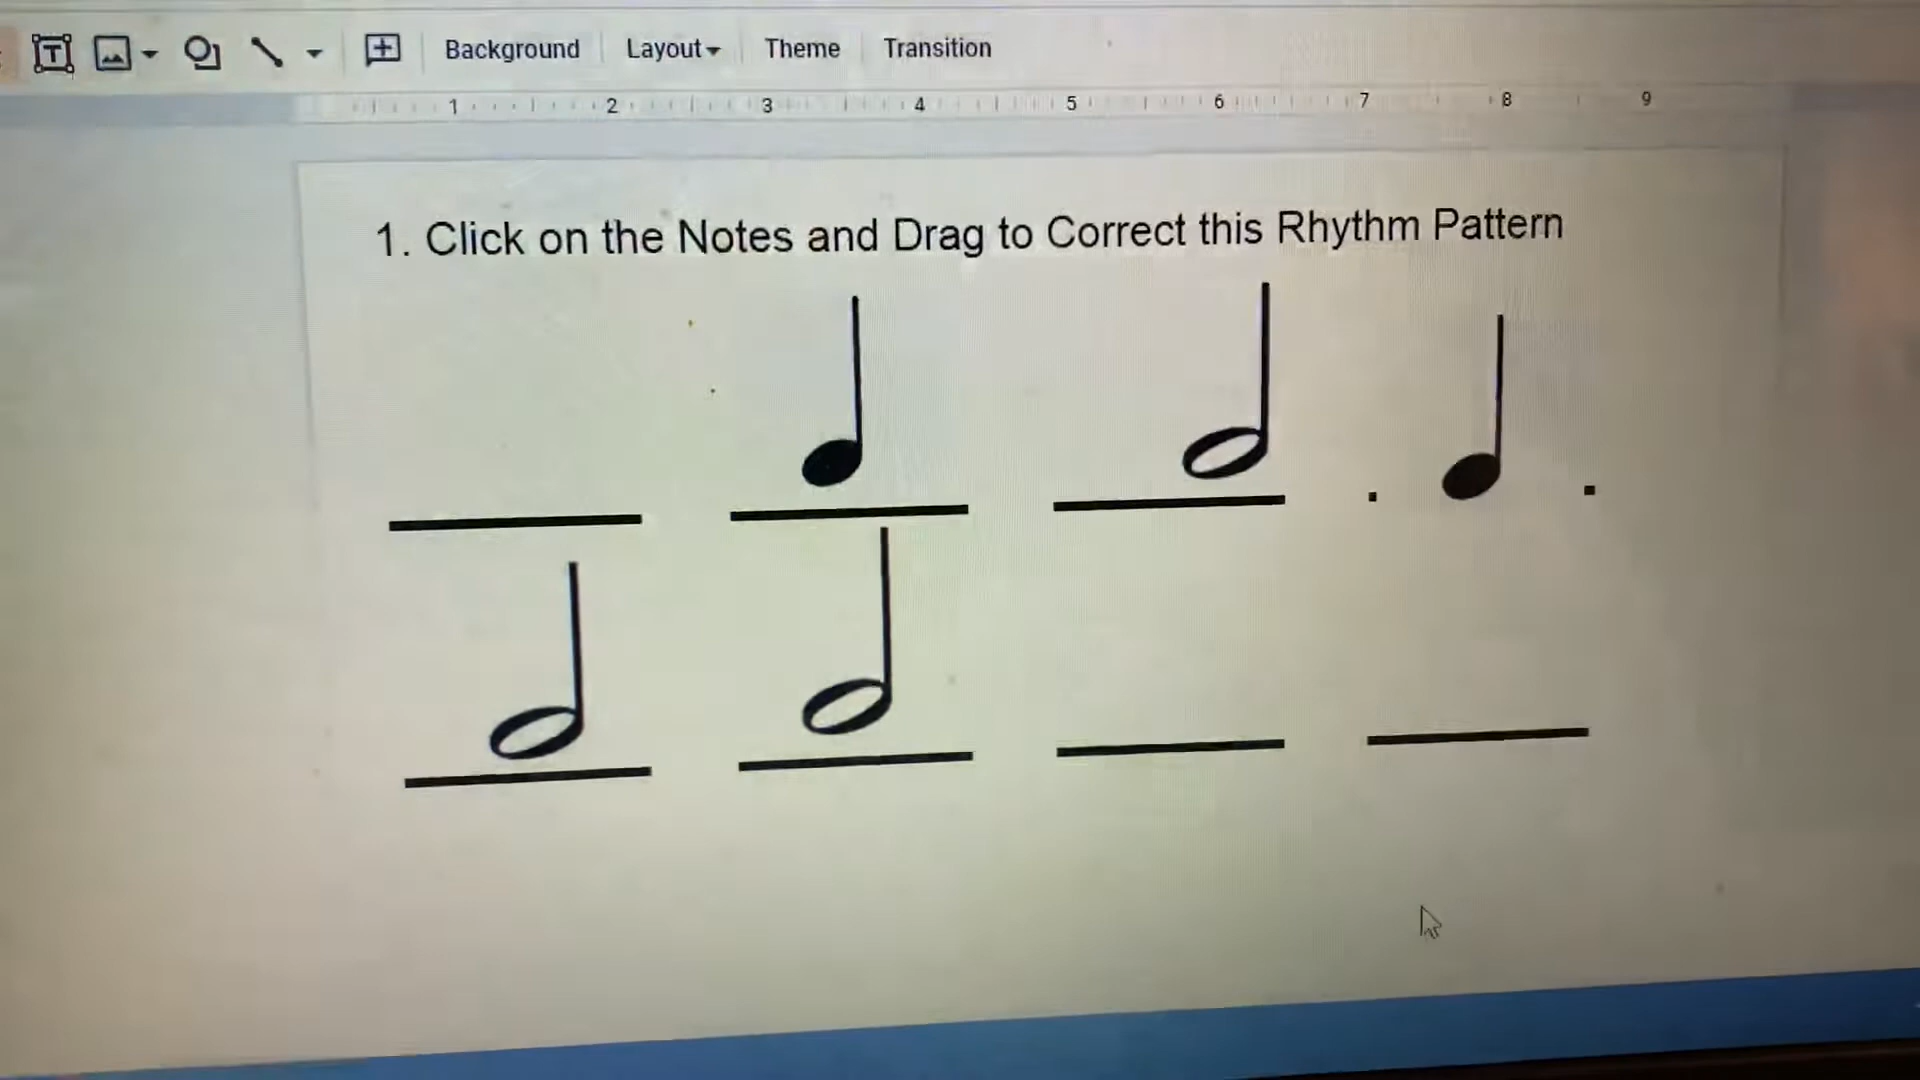 Background Layout Theme Transition
1 2 3 4 5 6 7 8 9
1. Click on the Notes and Drag to Correct this Rhythm Pattern